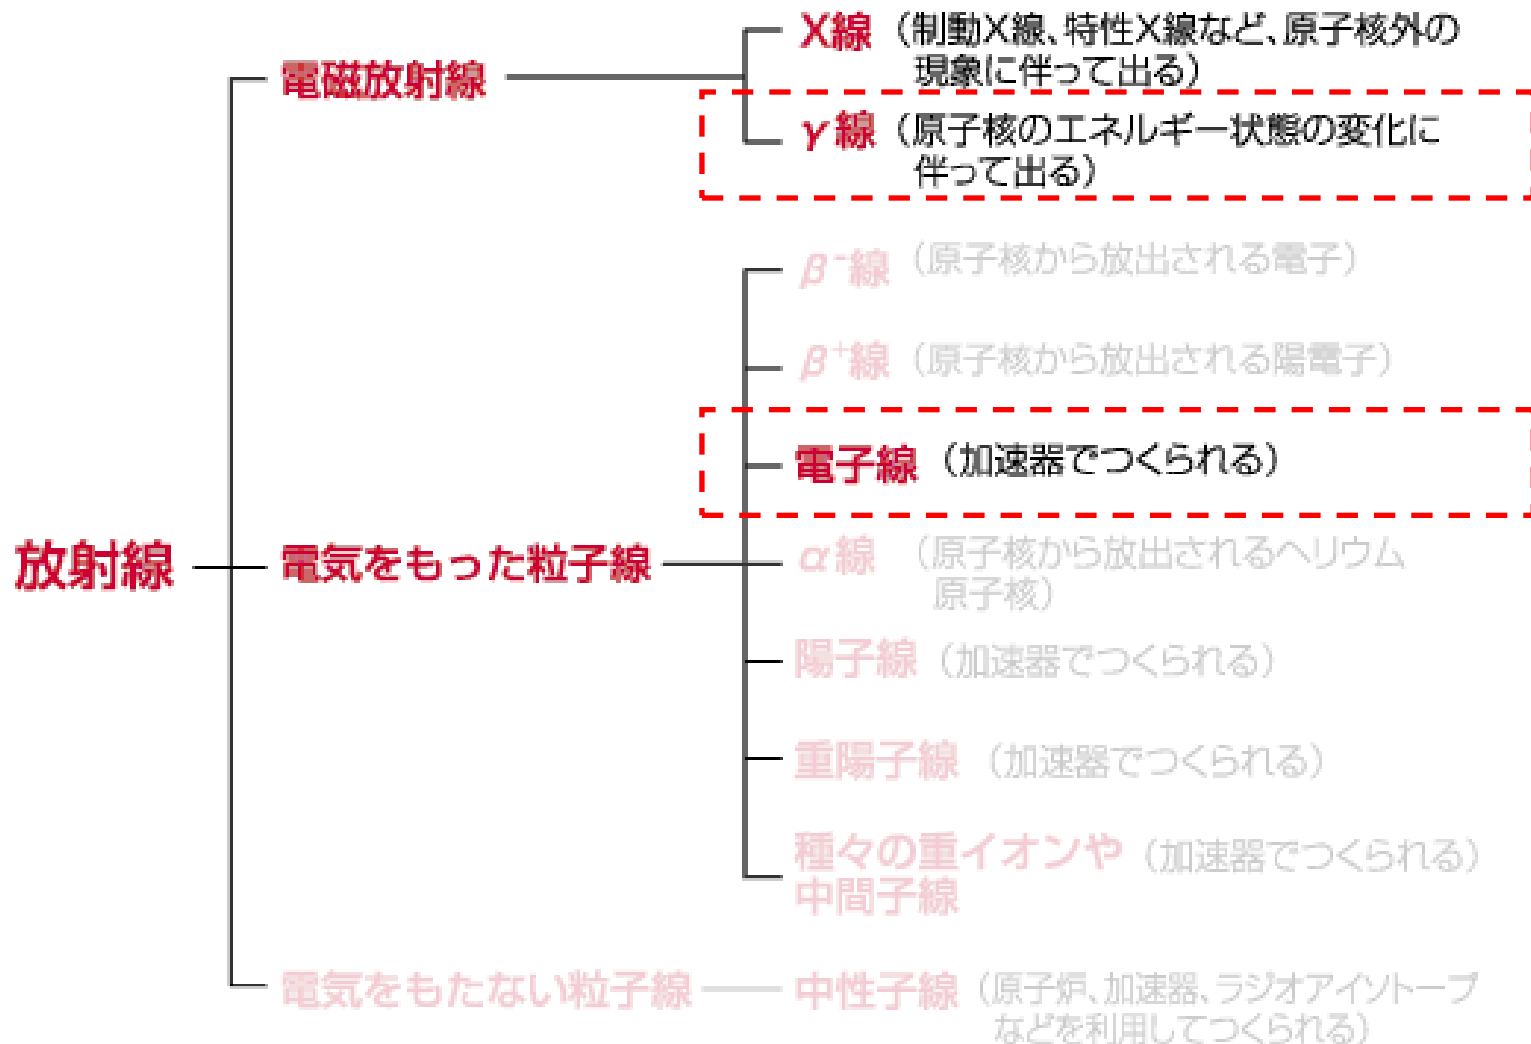 X線（制動X線、特性X線など、原子核外の
現象に伴って出る）
電磁放射線
γ線（原子核のエネルギー状態の変化に
伴って出る）
β⁻線（原子核から放出される電子）
β⁺線（原子核から放出される陽電子）
電子線（加速器でつくられる）
放射線
電気をもった粒子線
α線（原子核から放出されるヘリウム
原子核）
陽子線（加速器でつくられる）
重陽子線（加速器でつくられる）
種々の重イオンや（加速器でつくられる）
中間子線
電気をもたない粒子線
中性子線（原子炉、加速器、ラジオアイソトープ
などを利用してつくられる）